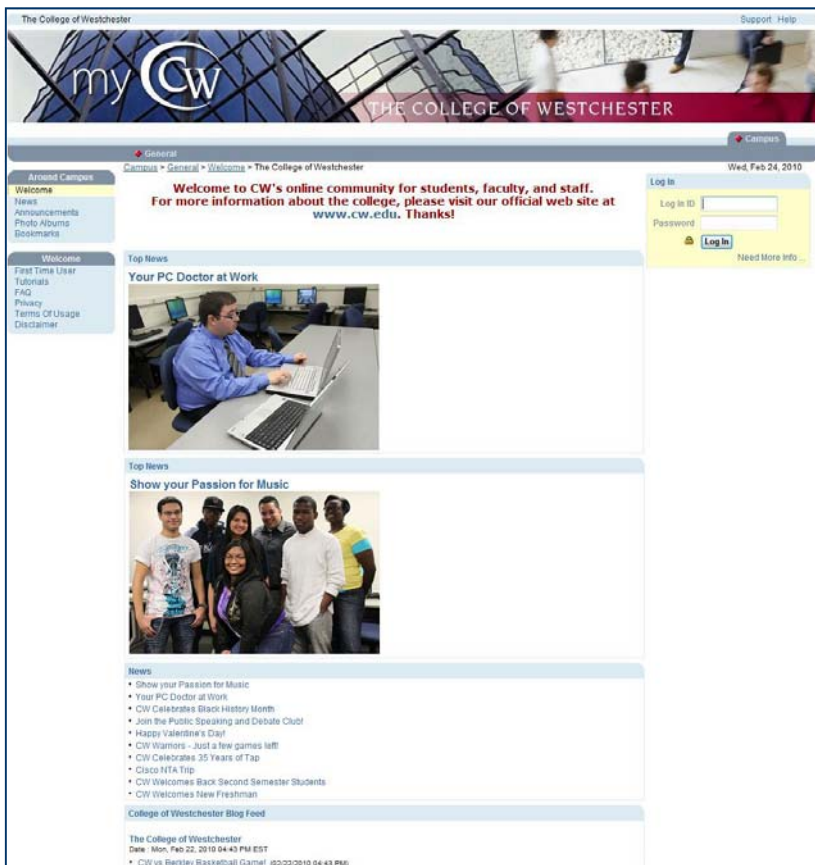 The College of Westchester
Support Help
my CW
THE COLLEGE OF WESTCHESTER
Campus
General
Campus > General > Welcome > The College of Westchester
Wed, Feb 24, 2010
Around Campus
Welcome
News
Announcements
Photo Albums
Bookmarks
Welcome
First Time User
Tutorials
FAQ
Privacy
Terms Of Usage
Disclaimer
Welcome to CW's online community for students, faculty, and staff.
For more information about the college, please visit our official web site at
www.cw.edu. Thanks!
Log In
Log In ID
Password
Log In
Need More Info ...
Top News
Your PC Doctor at Work
Top News
Show your Passion for Music
News
• Show your Passion for Music
• Your PC Doctor at Work
• CW Celebrates Black History Month
• Join the Public Speaking and Debate Club!
• Happy Valentine's Day!
• CW Warriors - Just a few games left!
• CW Celebrates 35 Years of Tap
• Cisco NTA Trip
• CW Welcomes Back Second Semester Students
• CW Welcomes New Freshman
College of Westchester Blog Feed
The College of Westchester
Date : Mon, Feb 22, 2010 04:43 PM EST
• CW vs Berkley Basketball Game! (02/22/2010 04:43 PM)